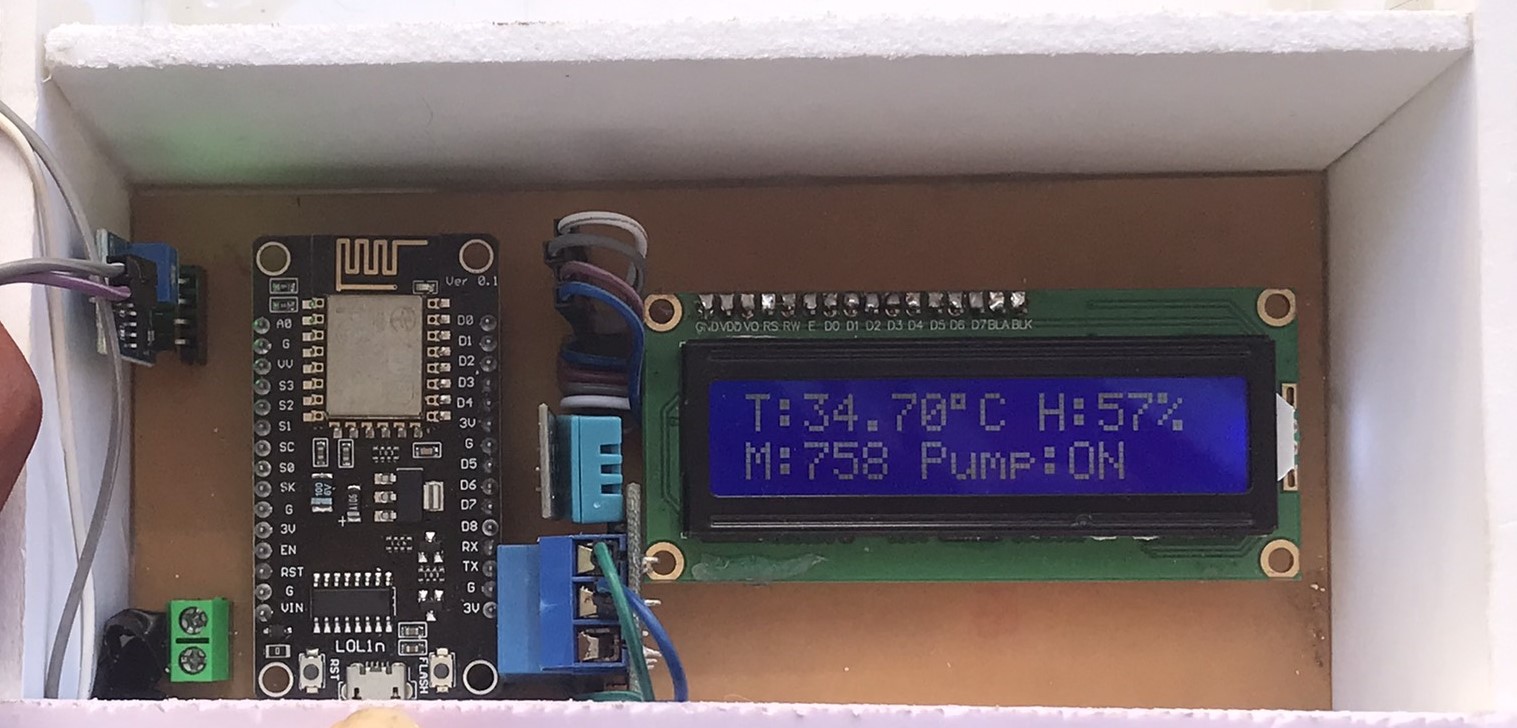 Ver 0.1
A0
G
VV
S3
S2
S1
SC
S0
SK
G
3V
EN
RST
G
VIN
D0
D1
D2
D3
D4
3V
G
D5
D6
D7
D8
RX
TX
G
3V
LOLin
RST
FLASH
GND VDD VO RS RW E D0 D1 D2 D3 D4 D5 D6 D7 BLA BLK
T:34.70°C H:57%
M:758 Pump:ON